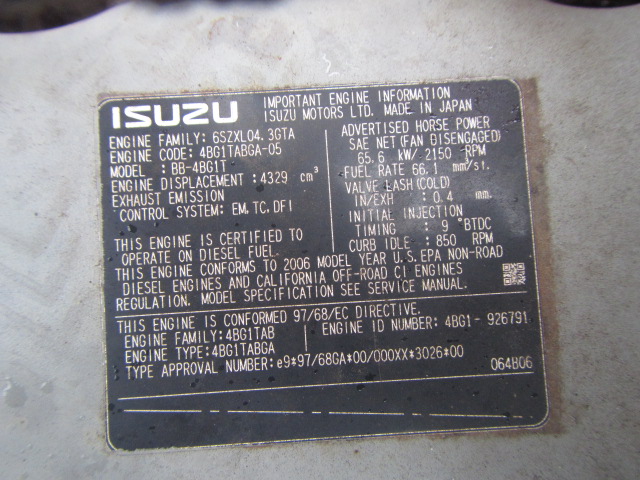 ISUZU
IMPORTANT ENGINE INFORMATION
ISUZU MOTORS LTD. MADE IN JAPAN
ENGINE FAMILY: 6SZXL04.3GTA
ENGINE CODE: 4BG1TABGA-05
MODEL: BB-4BG1T
ENGINE DISPLACEMENT: 4329 cm³
EXHAUST EMISSION
CONTROL SYSTEM: EM, TC, DFI
ADVERTISED HORSE POWER
SAE NET (FAN DISENGAGED)
65.6 kW/ 2150 RPM
FUEL RATE 66.1 mm³/st.
VALVE LASH (COLD)
IN/EXH : 0.4 mm
INITIAL INJECTION
TIMING : 9 °BTDC
CURB IDLE: 850 RPM
THIS ENGINE IS CERTIFIED TO
OPERATE ON DIESEL FUEL.
THIS ENGINE CONFORMS TO 2006 MODEL YEAR U.S. EPA NON-ROAD
DIESEL ENGINES AND CALIFORNIA OFF-ROAD CI ENGINES
REGULATION. MODEL SPECIFICATION SEE SERVICE MANUAL.
THIS ENGINE IS CONFORMED 97/68/EC DIRECTIVE.
ENGINE FAMILY: 4BG1TAB
ENGINE ID NUMBER: 4BG1- 926791
ENGINE TYPE: 4BG1TABGA
TYPE APPROVAL NUMBER: e9*97/68GA*00/000XX*3026*00
064B06